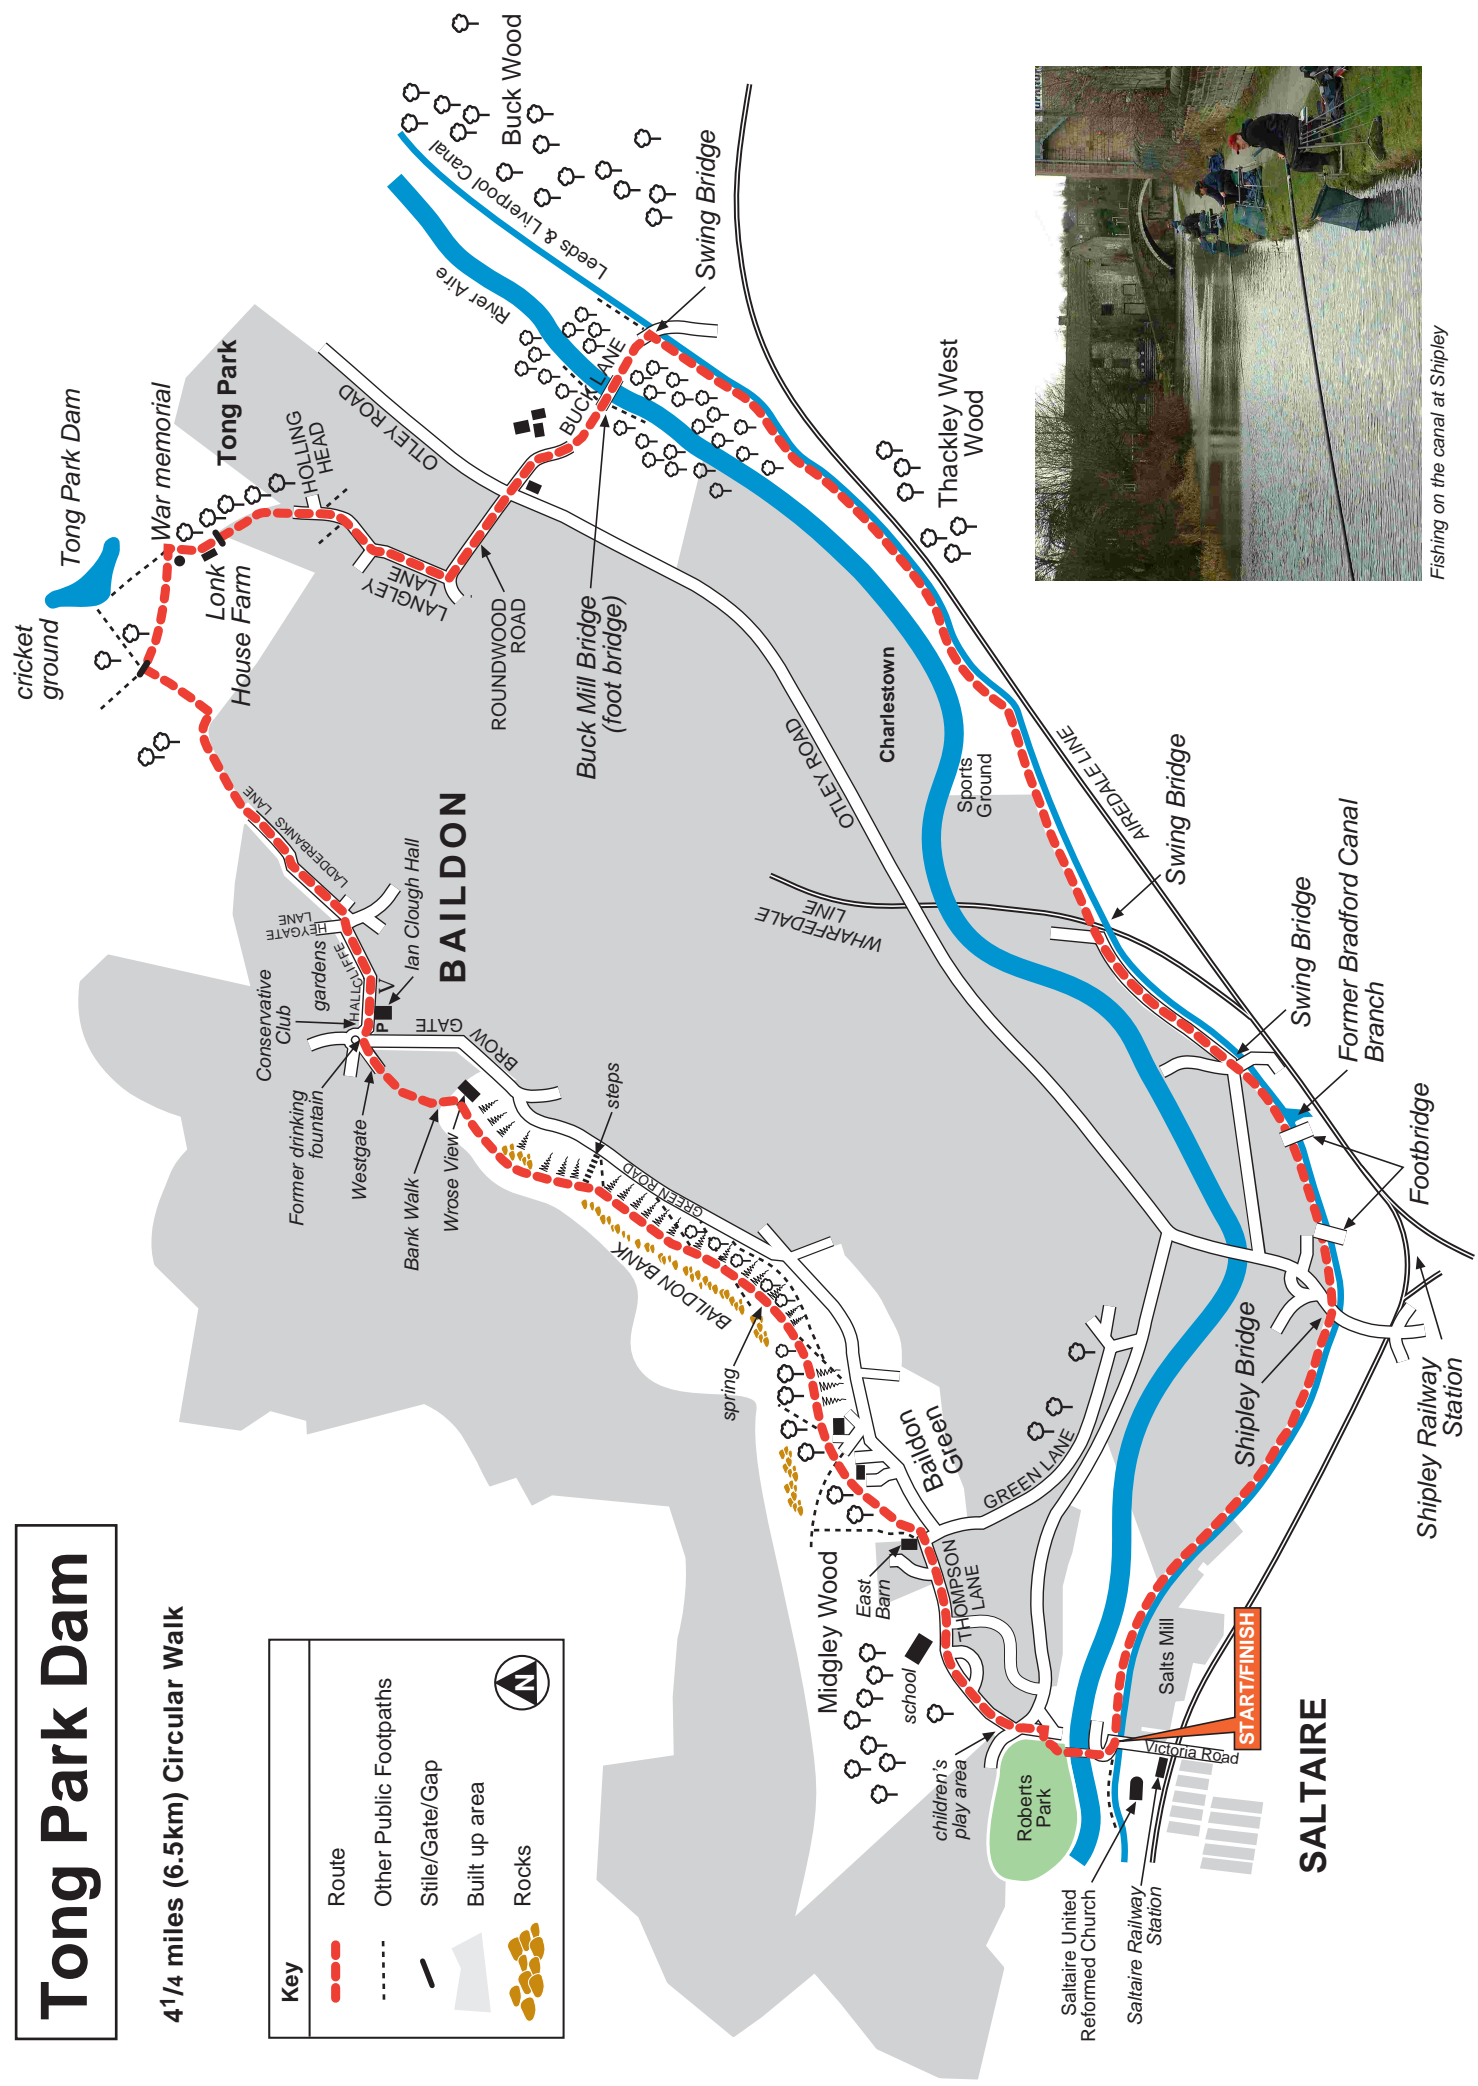 Tong Park Dam
4 1/4 miles (6.5km) Circular Walk
Key
Route
Other Public Footpaths
Stile/Gate/Gap
Built up area
Rocks
N
cricket
ground
Tong Park Dam
War memorial
Tong Park
Lonk
House Farm
HOLLING
HEAD
LANGLEY
LANE
OTLEY ROAD
ROUNDWOOD
ROAD
BUCK LANE
River Aire
Leeds & Liverpool Canal
Buck Wood
Swing Bridge
Buck Mill Bridge
(foot bridge)
Thackley West
Wood
LADDERBANKS LANE
HEYGATE
LANE
HALLCLIFFE
gardens
Conservative
Club
P
V
Ian Clough Hall
BAILDON
Former drinking
fountain
Westgate
Bank Walk
Wrose View
BROW
GATE
steps
GREEN ROAD
BAILDON BANK
spring
OTLEY ROAD
Charlestown
Sports
Ground
WHARFEDALE
LINE
AIREDALE LINE
Swing Bridge
Swing Bridge
Former Bradford Canal
Branch
Footbridge
Shipley Bridge
Shipley Railway
Station
Baildon
Green
GREEN LANE
Midgley Wood
East
Barn
THOMPSON
LANE
school
children's
play area
Roberts
Park
Salts Mill
START/FINISH
Victoria Road
SALTAIRE
Saltaire United
Reformed Church
Saltaire Railway
Station
Fishing on the canal at Shipley